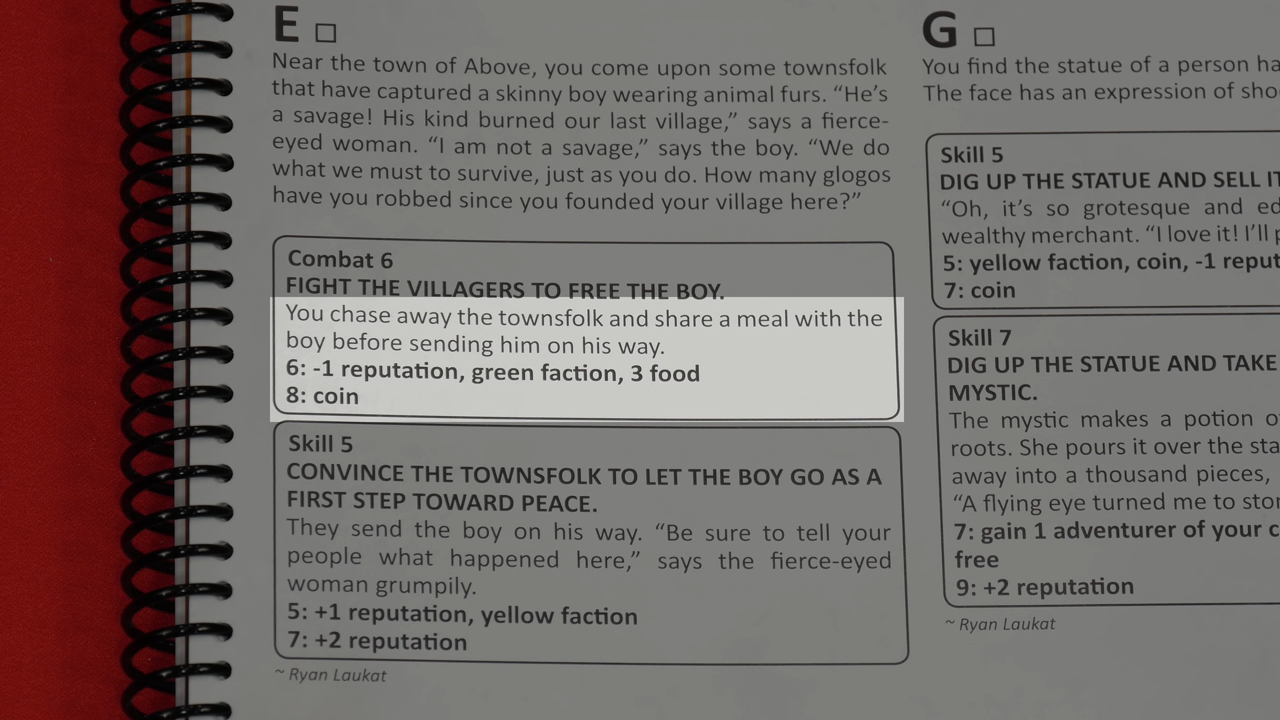 E □
Near the town of Above, you come upon some townsfolk
that have captured a skinny boy wearing animal furs. “He’s
a savage! His kind burned our last village,” says a fierce-
eyed woman. “I am not a savage,” says the boy. “We do
what we must to survive, just as you do. How many glogos
have you robbed since you founded your village here?”
Combat 6
FIGHT THE VILLAGERS TO FREE THE BOY.
You chase away the townsfolk and share a meal with the
boy before sending him on his way.
6: -1 reputation, green faction, 3 food
8: coin
Skill 5
CONVINCE THE TOWNSFOLK TO LET THE BOY GO AS A
FIRST STEP TOWARD PEACE.
They send the boy on his way. “Be sure to tell your
people what happened here,” says the fierce-eyed
woman grumpily.
5: +1 reputation, yellow faction
7: +2 reputation
~ Ryan Laukat
G □
You find the statue of a person
The face has an expression of
Skill 5
DIG UP THE STATUE AND SELL
“Oh, it’s so grotesque and
wealthy merchant. “I love it! I’ll
5: yellow faction, coin, -1
7: coin
Skill 7
DIG UP THE STATUE AND TAKE
MYSTIC.
The mystic makes a potion
roots. She pours it over the
away into a thousand pieces,
“A flying eye turned me to
7: gain 1 adventurer of your
free
9: +2 reputation
~ Ryan Laukat